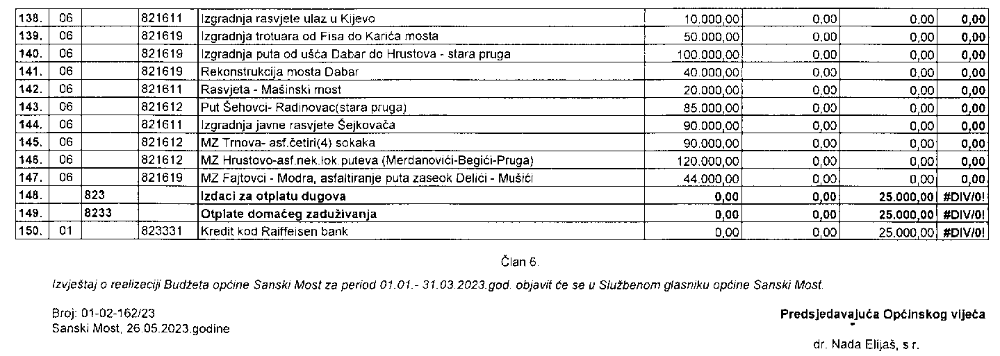 138. 06 821611 Izgradnja rasvjete ulaz u Kijevo 10.000,00 0,00 0,00 0,00
139. 06 821619 Izgradnja trotuara od Fisa do Karića mosta 50.000,00 0,00 0,00 0,00
140. 06 821619 Izgradnja puta od ušća Dabar do Hrustova - stara pruga 100.000,00 0,00 0,00 0,00
141. 06 821619 Rekonstrukcija mosta Dabar 40.000,00 0,00 0,00 0,00
142. 06 821611 Rasvjeta - Mašinski most 20.000,00 0,00 0,00 0,00
143. 06 821612 Put Šehovci- Radinovac(stara pruga) 85.000,00 0,00 0,00 0,00
144. 06 821611 Izgradnja javne rasvjete Šejkovača 90.000,00 0,00 0,00 0,00
145. 06 821612 MZ Trnova- asf.četiri(4) sokaka 90.000,00 0,00 0,00 0,00
146. 06 821612 MZ Hrustovo-asf.nek.lok.puteva (Merdanovići-Begići-Pruga) 120.000,00 0,00 0,00 0,00
147. 06 821619 MZ Fajtovci - Modra, asfaltiranje puta zaseok Delići - Mušići 44.000,00 0,00 0,00 0,00
148. 823 Izdaci za otplatu dugova 0,00 0,00 25.000,00 #DIV/0!
149. 8233 Otplate domaćeg zaduživanja 0,00 0,00 25.000,00 #DIV/0!
150. 01 823331 Kredit kod Raiffeisen bank 0,00 0,00 25.000,00 #DIV/0!
Član 6.
Izvještaj o realizaciji Budžeta općine Sanski Most za period 01.01.- 31.03.2023.god. objavit će se u Službenom glasniku općine Sanski Most.
Broj: 01-02-162/23
Sanski Most, 26.05.2023.godine
Predsjedavajuća Općinskog vijeća
dr. Nada Elijaš, s r.